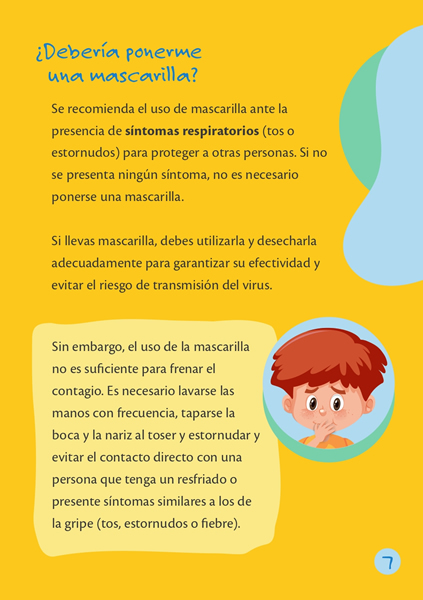 ¿Debería ponerme
una mascarilla?
Se recomienda el uso de mascarilla ante la
presencia de síntomas respiratorios (tos o
estornudos) para proteger a otras personas. Si no
se presenta ningún síntoma, no es necesario
ponerse una mascarilla.
Si llevas mascarilla, debes utilizarla y desecharla
adecuadamente para garantizar su efectividad y
evitar el riesgo de transmisión del virus.
Sin embargo, el uso de la mascarilla
no es suficiente para frenar el
contagio. Es necesario lavarse las
manos con frecuencia, taparse la
boca y la nariz al toser y estornudar y
evitar el contacto directo con una
persona que tenga un resfriado o
presente síntomas similares a los de
la gripe (tos, estornudos o fiebre).
7